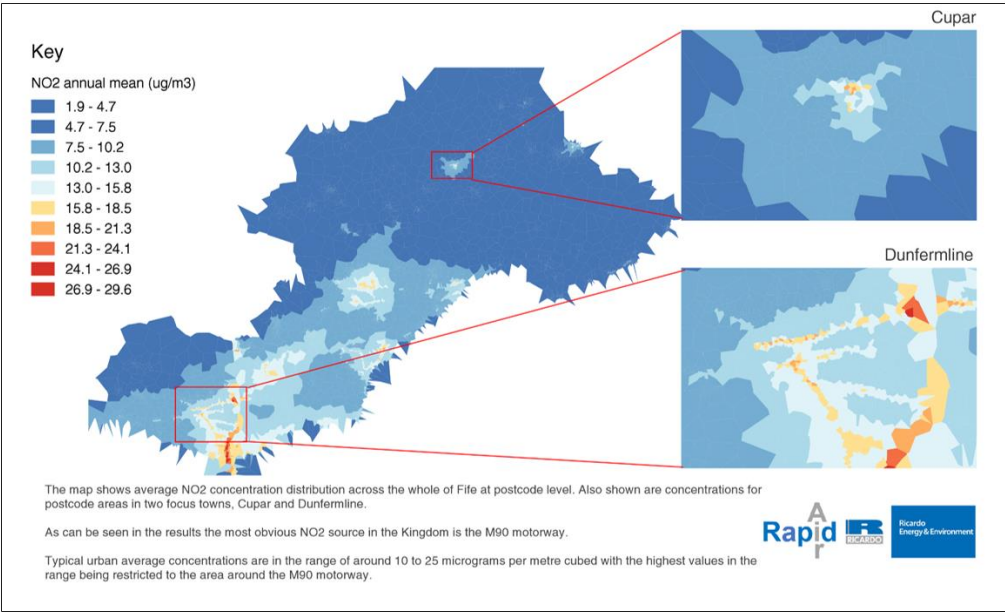 Cupar
Key
NO2 annual mean (ug/m3)
1.9 - 4.7
4.7 - 7.5
7.5 - 10.2
10.2 - 13.0
13.0 - 15.8
15.8 - 18.5
18.5 - 21.3
21.3 - 24.1
24.1 - 26.9
26.9 - 29.6
Dunfermline
The map shows average NO2 concentration distribution across the whole of Fife at postcode level. Also shown are concentrations for
postcode areas in two focus towns, Cupar and Dunfermline.
As can be seen in the results the most obvious NO2 source in the Kingdom is the M90 motorway.
Typical urban average concentrations are in the range of around 10 to 25 micrograms per metre cubed with the highest values in the
range being restricted to the area around the M90 motorway.
Rapid
Air
R
RICARDO
Ricardo
Energy & Environment